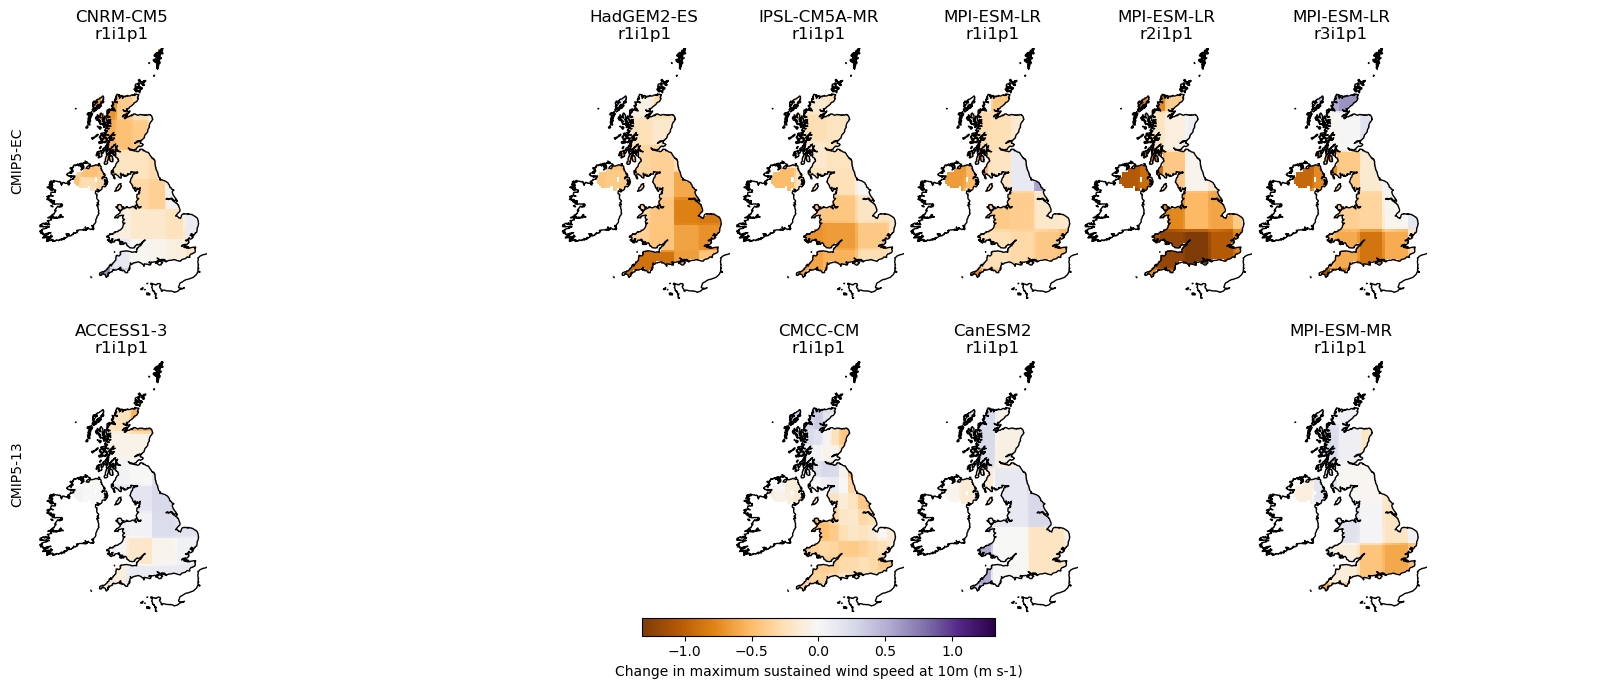 CNRM-CM5
r1i1p1
HadGEM2-ES
r1i1p1
IPSL-CM5A-MR
r1i1p1
MPI-ESM-LR
r1i1p1
MPI-ESM-LR
r2i1p1
MPI-ESM-LR
r3i1p1
CMIP5-EC
ACCESS1-3
r1i1p1
CMCC-CM
r1i1p1
CanESM2
r1i1p1
MPI-ESM-MR
r1i1p1
CMIP5-13
−1.0 −0.5 0.0 0.5 1.0
Change in maximum sustained wind speed at 10m (m s-1)